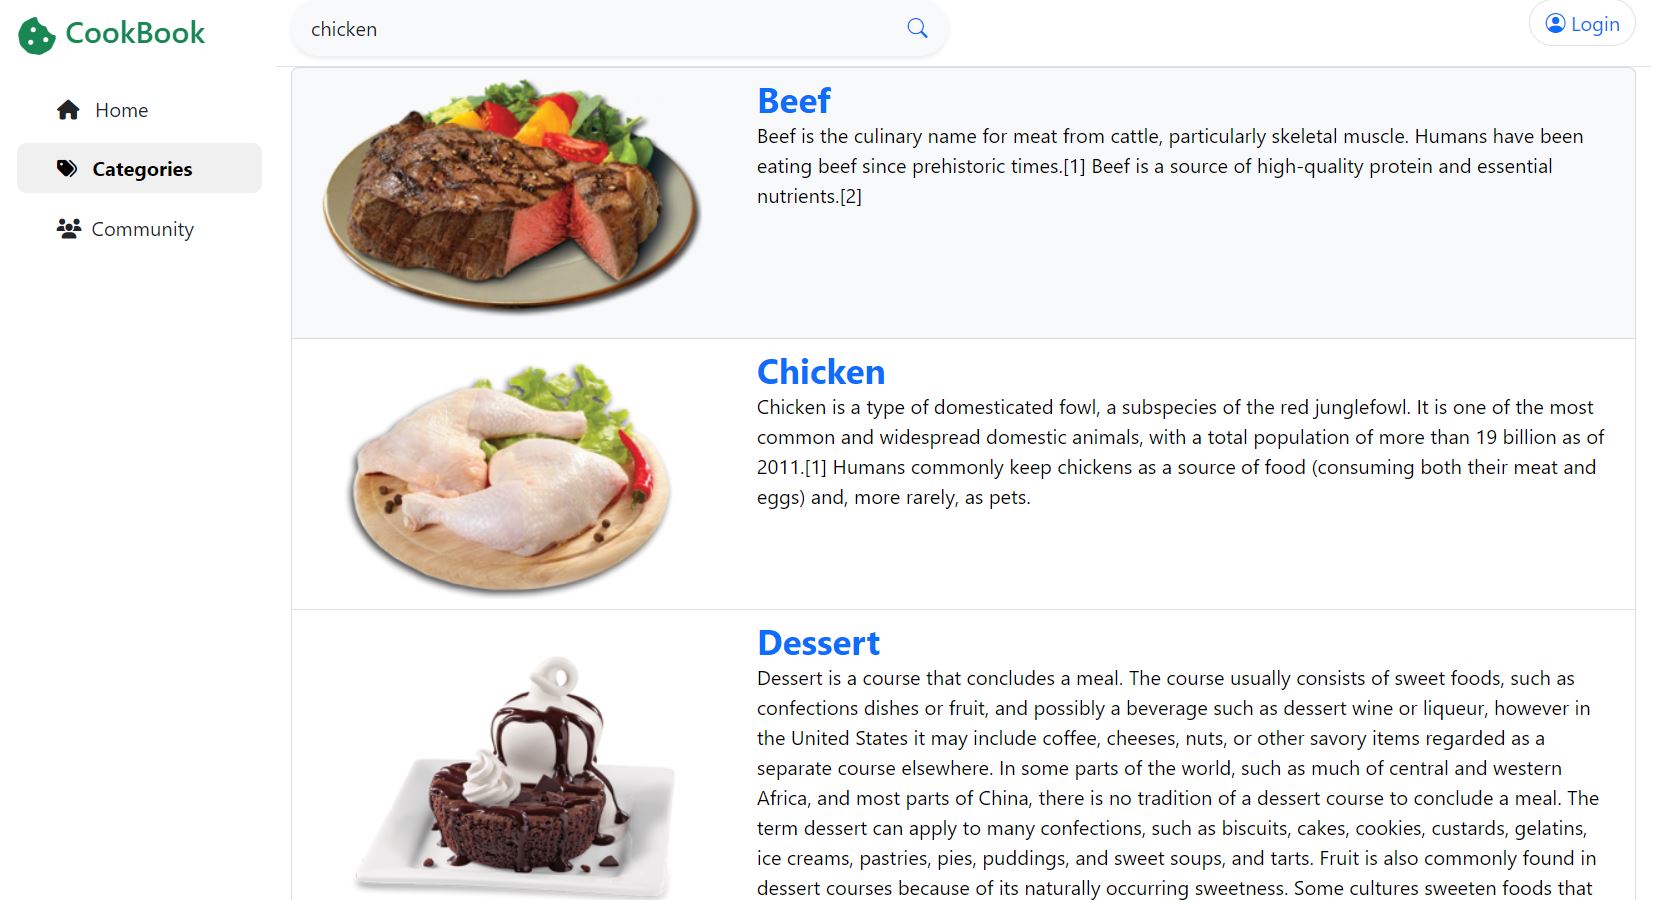 CookBook
chicken
Login
Home
Categories
Community
Beef
Beef is the culinary name for meat from cattle, particularly skeletal muscle. Humans have been
eating beef since prehistoric times.[1] Beef is a source of high-quality protein and essential
nutrients.[2]
Chicken
Chicken is a type of domesticated fowl, a subspecies of the red junglefowl. It is one of the most
common and widespread domestic animals, with a total population of more than 19 billion as of
2011.[1] Humans commonly keep chickens as a source of food (consuming both their meat and
eggs) and, more rarely, as pets.
Dessert
Dessert is a course that concludes a meal. The course usually consists of sweet foods, such as
confections dishes or fruit, and possibly a beverage such as dessert wine or liqueur, however in
the United States it may include coffee, cheeses, nuts, or other savory items regarded as a
separate course elsewhere. In some parts of the world, such as much of central and western
Africa, and most parts of China, there is no tradition of a dessert course to conclude a meal. The
term dessert can apply to many confections, such as biscuits, cakes, cookies, custards, gelatins,
ice creams, pastries, pies, puddings, and sweet soups, and tarts. Fruit is also commonly found in
dessert courses because of its naturally occurring sweetness. Some cultures sweeten foods that